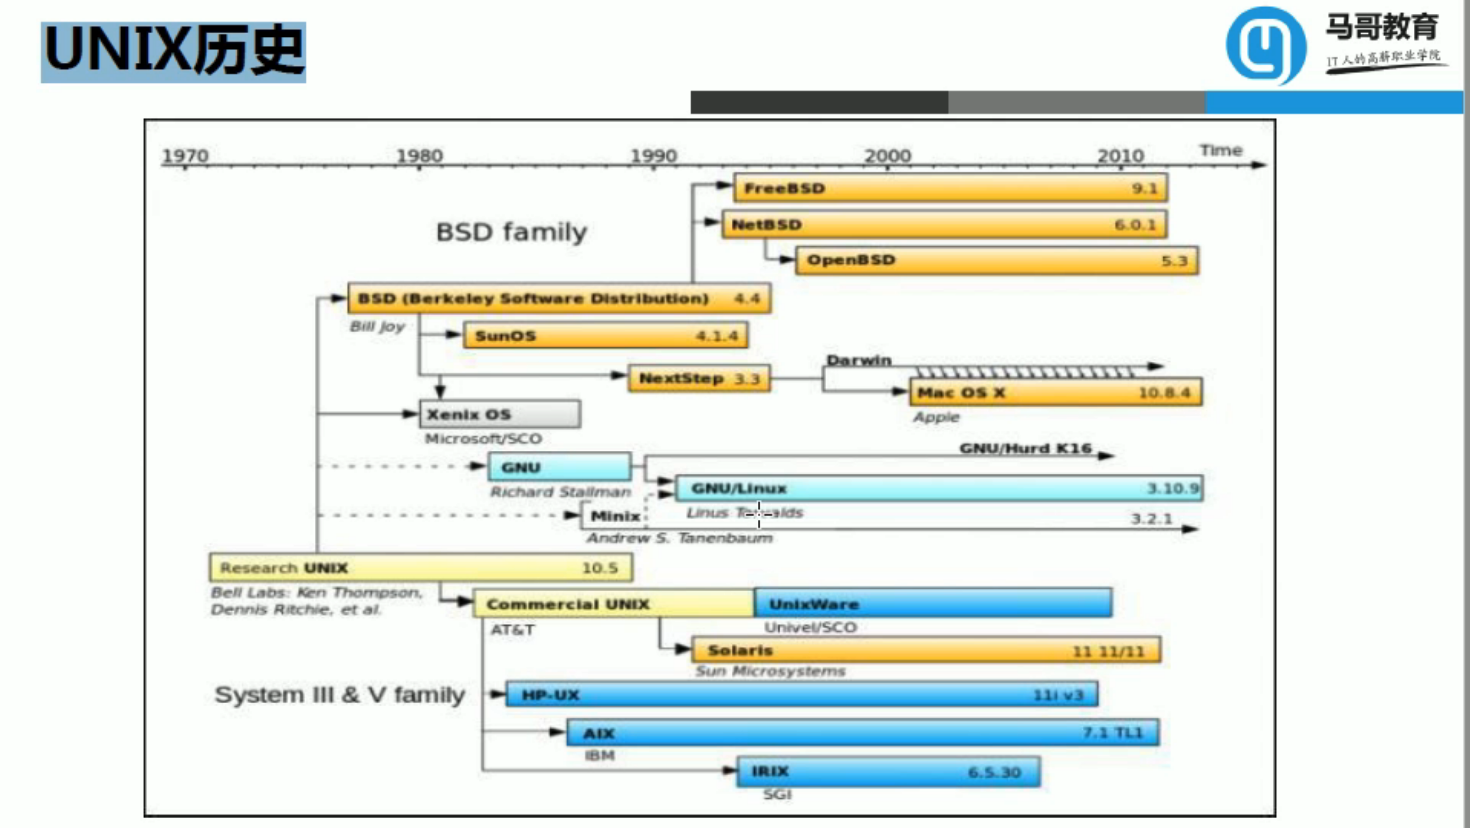 UNIX历史
马哥教育
IT人的高薪职业学院
1970 1980 1990 2000 2010 Time
FreeBSD 9.1
BSD family
NetBSD 6.0.1
OpenBSD 5.3
BSD (Berkeley Software Distribution) 4.4
Bill Joy
SunOS 4.1.4
Darwin
NextStep 3.3
Mac OS X 10.8.4
Apple
Xenix OS
Microsoft/SCO
GNU/Hurd K16
GNU
Richard Stallman
GNU/Linux 3.10.9
Linus
Minix 3.2.1
Andrew S. Tanenbaum
Research UNIX 10.5
Bell Labs: Ken Thompson,
Dennis Ritchie, et al.
Commercial UNIX
UnixWare
AT&T
Univel/SCO
Solaris 11 11/11
Sun Microsystems
System III & V family
HP-UX 11i v3
AIX 7.1 TL1
IBM
IRIX 6.5.30
SGI